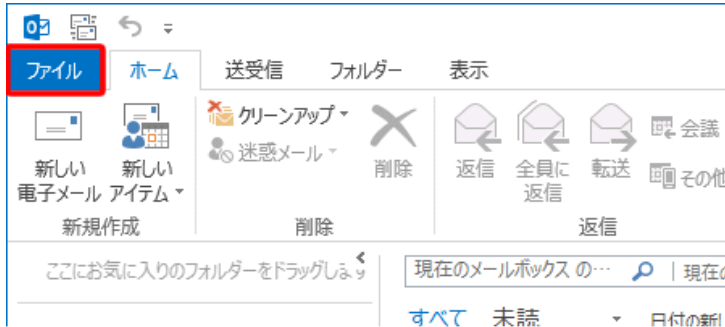 ファイル ホーム 送受信 フォルダー 表示
クリーンアップ
迷惑メール
新しい
電子メール
新しい
アイテム
削除
返信
全員に
返信
転送
会議
その他
新規作成 削除 返信
ここにお気に入りのフォルダーをドラッグします
現在のメールボックス の… 現在の
すべて 未読 日付の新し